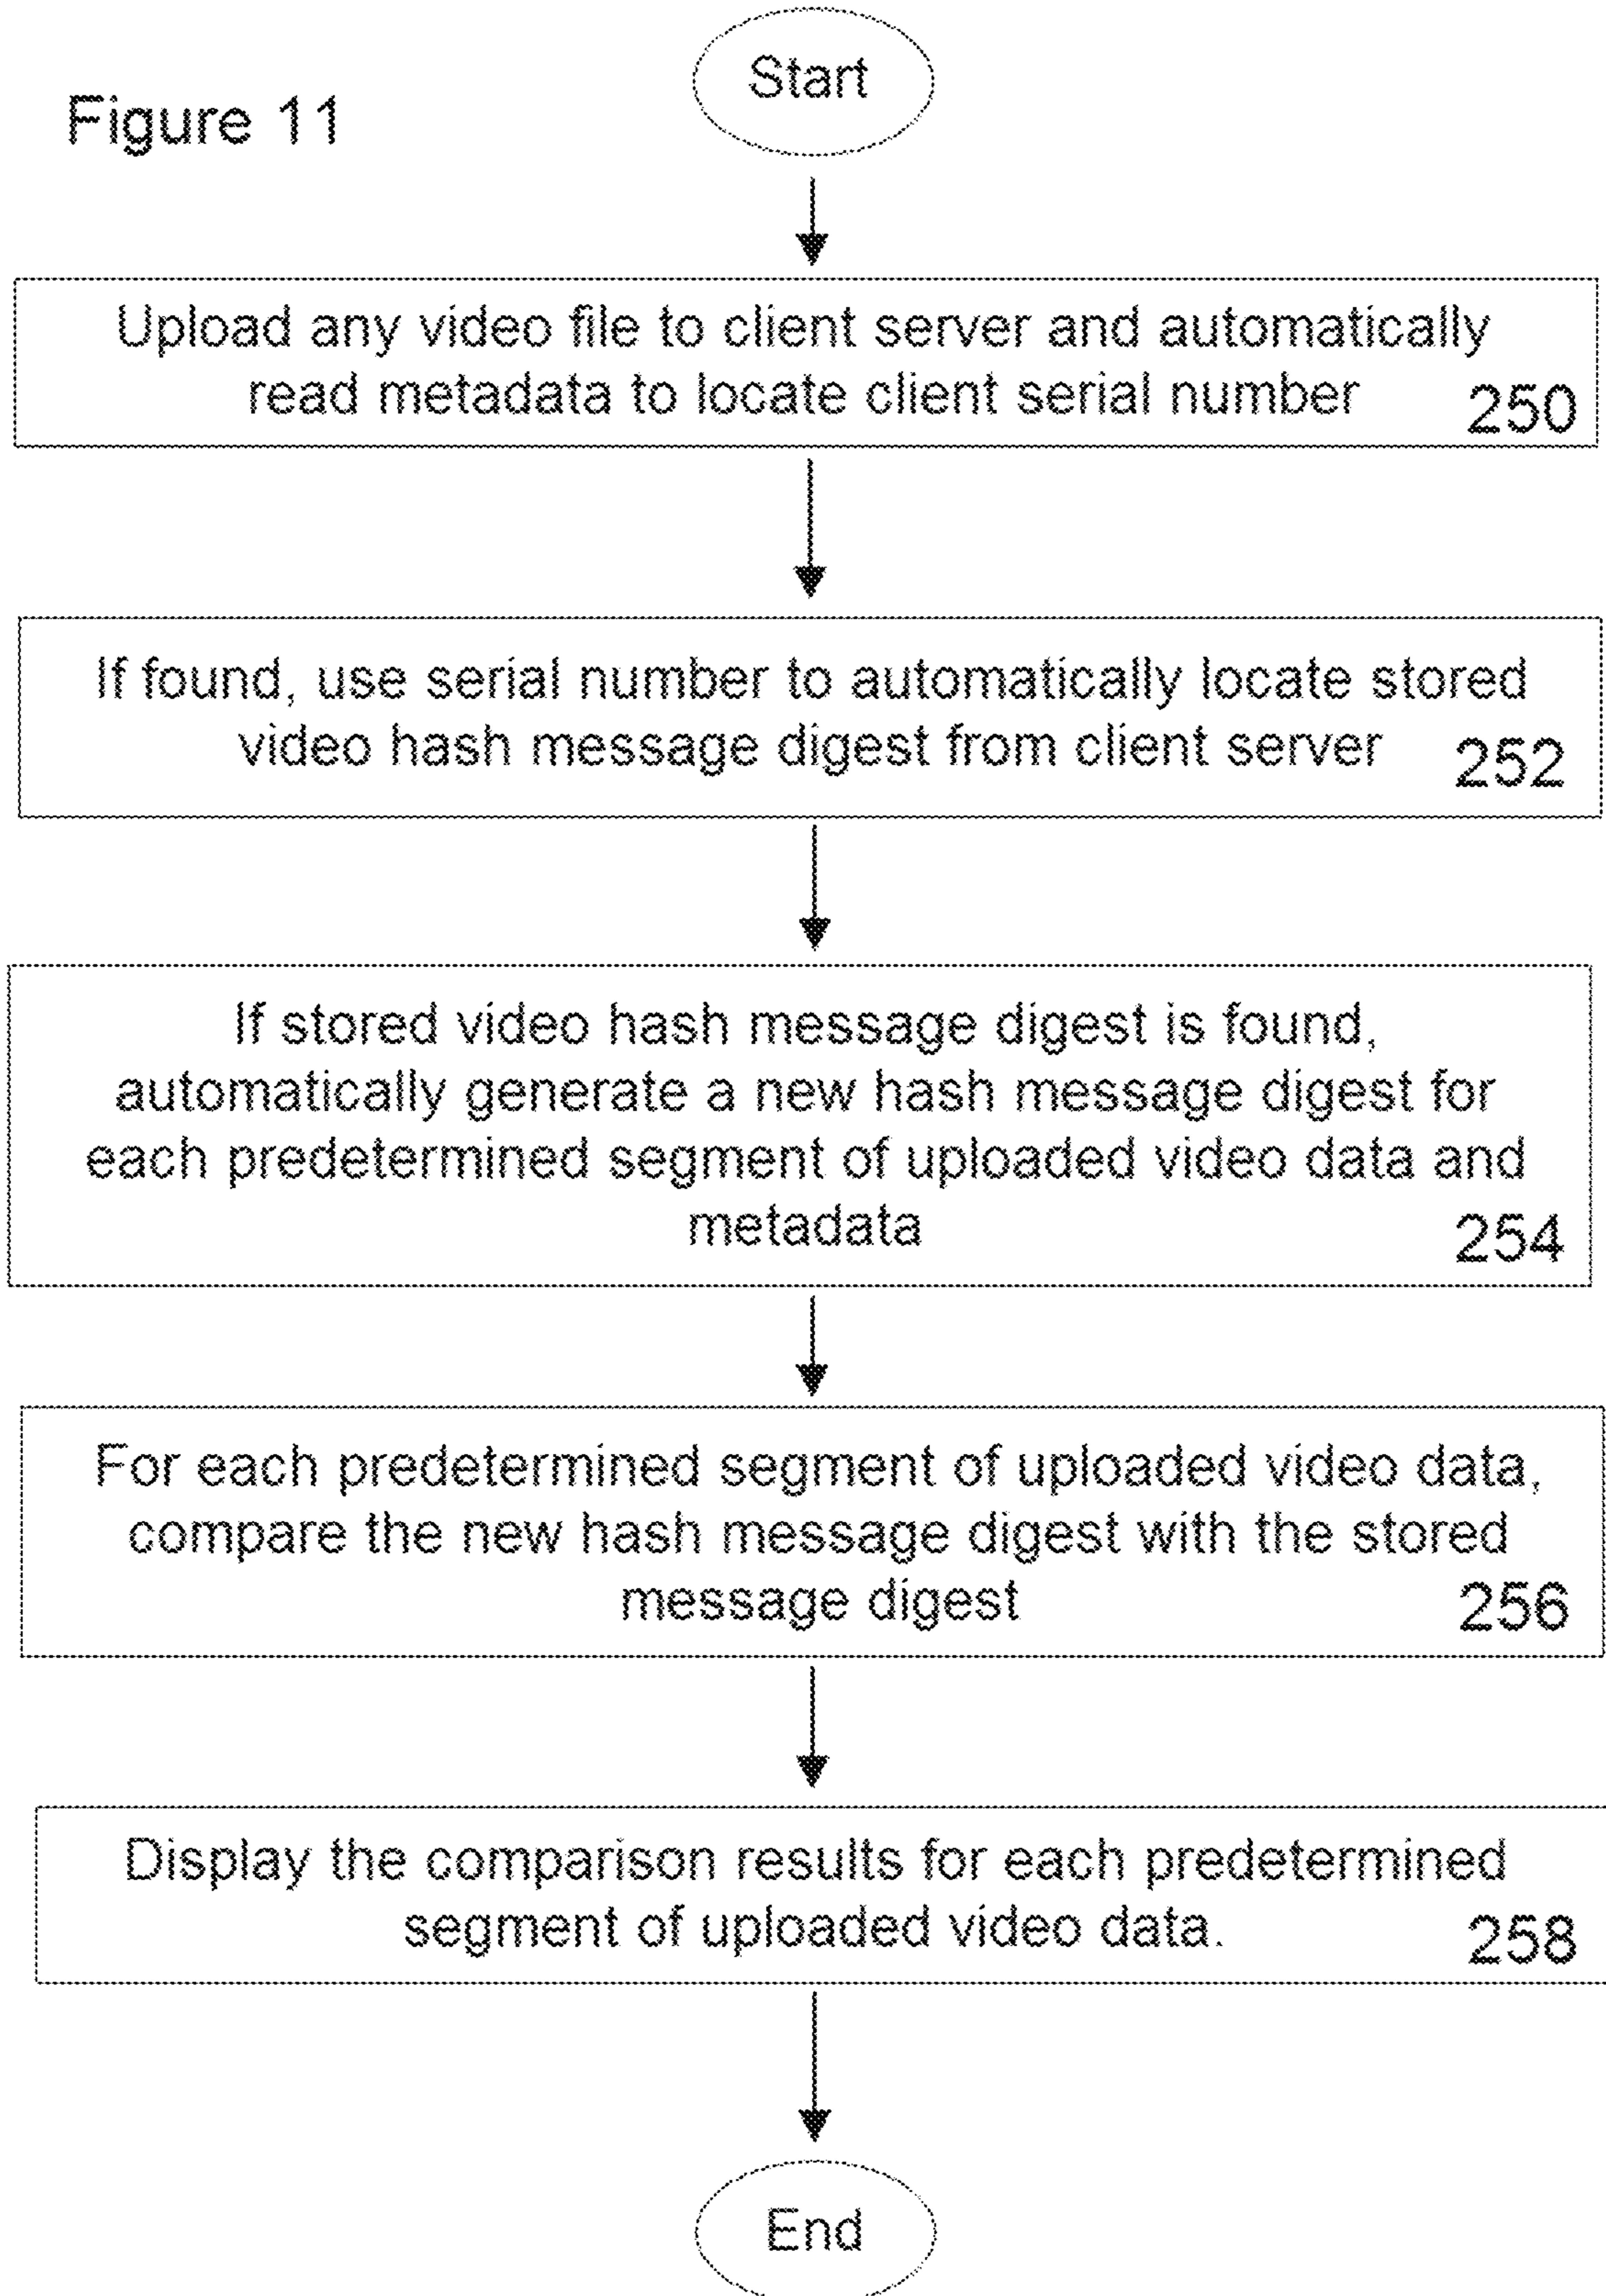 Start
Figure 11
Upload any video file to client server and automatically
read metadata to locate client serial number
250
If found, use serial number to automatically locate stored
video hash message digest from client server
252
If stored video hash message digest is found,
automatically generate a new hash message digest for
each predetermined segment of uploaded video data and
metadata
254
For each predetermined segment of uploaded video data,
compare the new hash message digest with the stored
message digest
256
Display the comparison results for each predetermined
segment of uploaded video data.
258
End